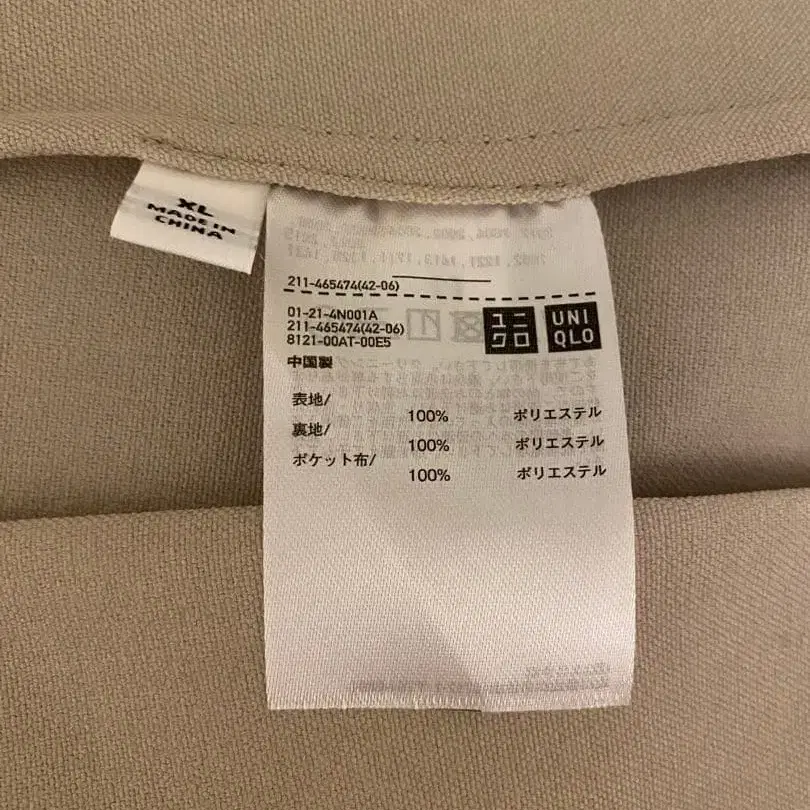 XL
MADE IN
CHINA
211-465474(42-06)
01-21-4N001A
211-465474(42-06)
8121-00AT-00E5
ユニ
クロ
UNI
QLO
中国製
表地/
100% ポリエステル
裏地/
100% ポリエステル
ポケット布/
100% ポリエステル